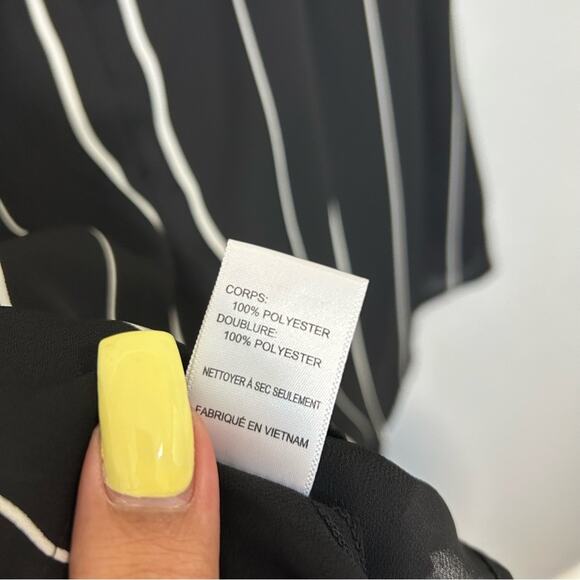 CORPS:
100% POLYESTER
DOUBLURE:
100% POLYESTER
NETTOYER À SEC SEULEMENT
FABRIQUÉ EN VIETNAM